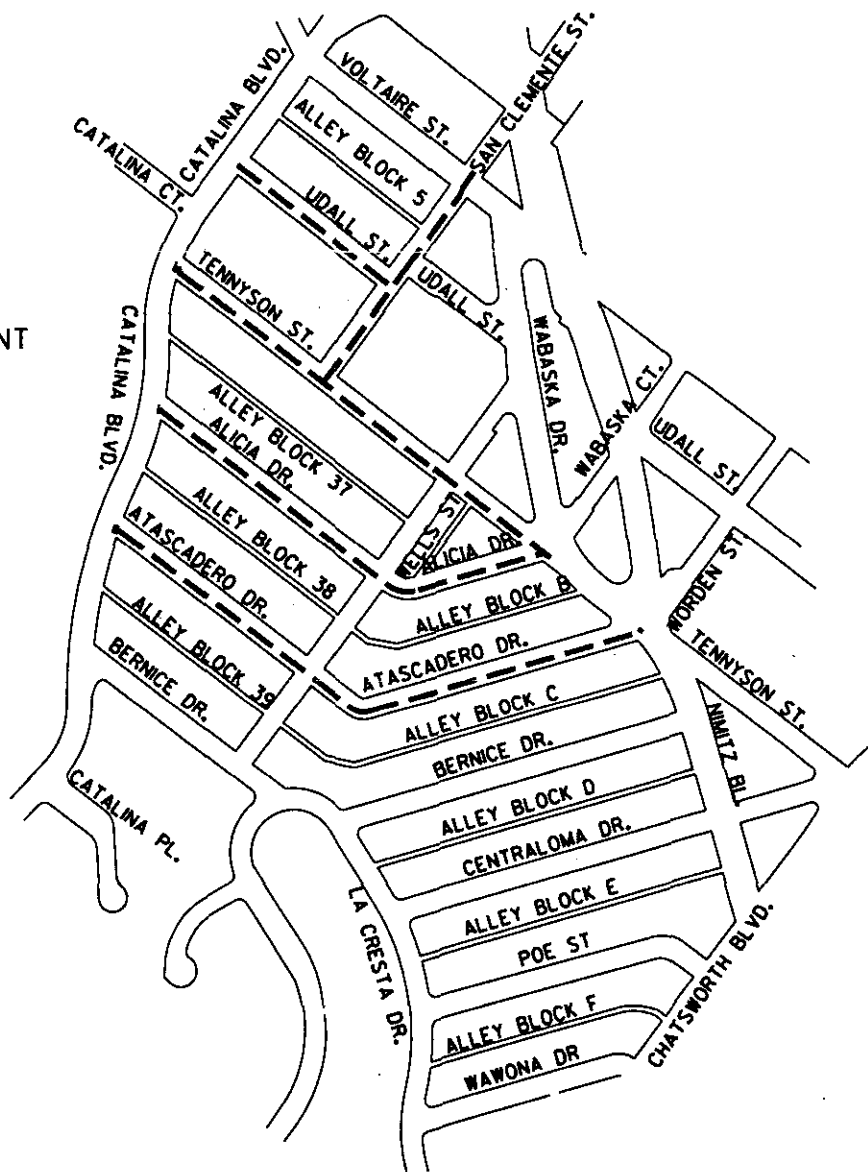 CATALINA BLVD.
VOLTAIRE ST.
SAN CLEMENTE ST.
ALLEY BLOCK 5
CATALINA CT.
UDALL ST.
TENNYSON ST.
UDALL ST.
NT
CATALINA BLVD.
WABASKA DR.
WABASKA CT.
UDALL ST.
ALLEY BLOCK 37
ALICIA DR.
WELLS ST
ALICIA DR.
ALLEY BLOCK 38
ATASCADERO DR.
ALLEY BLOCK B
WORDEN ST.
TENNYSON ST.
ALLEY BLOCK 39
ATASCADERO DR.
BERNICE DR.
ALLEY BLOCK C
BERNICE DR.
NIMITZ BL.
CATALINA PL.
ALLEY BLOCK D
CENTRALOMA DR.
ALLEY BLOCK E
LA CRESTA DR.
POE ST
CHATSWORTH BLVD.
ALLEY BLOCK F
WAWONA DR